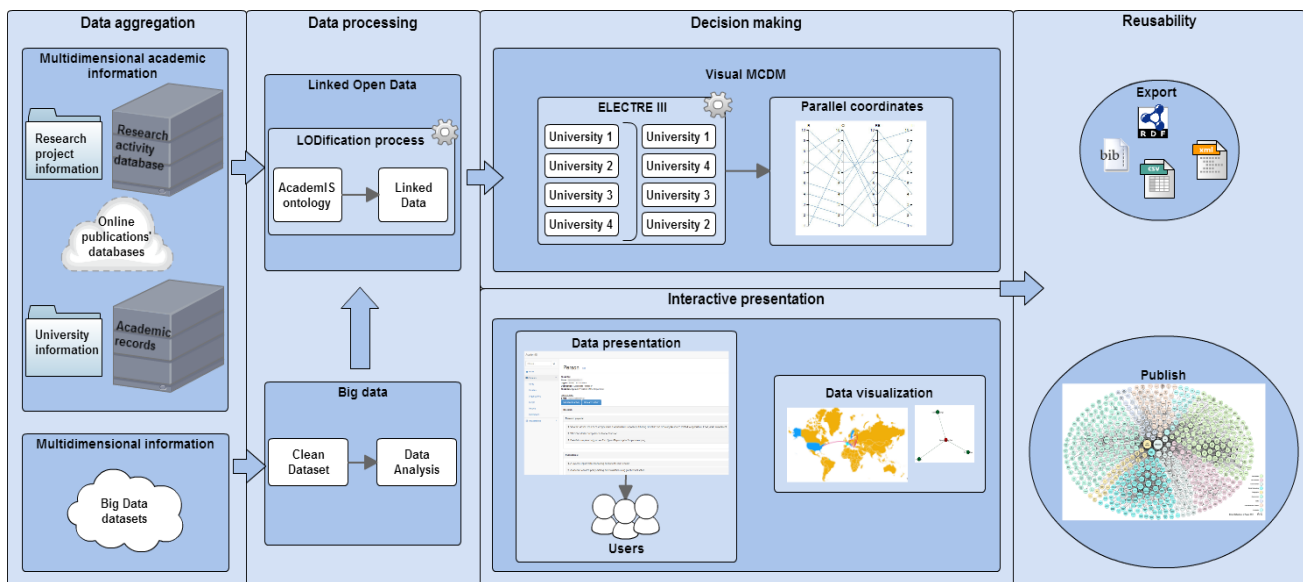 Data aggregation
Multidimensional academic
information
Research
project
information
Research
activity
database
Online
publications'
databases
University
information
Academic
records
Multidimensional information
Big Data
datasets
Data processing
Linked Open Data
LODification process
AcademIS
ontology
Linked
Data
Big data
Clean
Dataset
Data
Analysis
Decision making
Visual MCDM
ELECTRE III
University 1
University 2
University 3
University 4
University 1
University 4
University 3
University 2
Parallel coordinates
Interactive presentation
Data presentation
Users
Data visualization
Reusability
Export
RDF
bib
CSV
xml
Publish